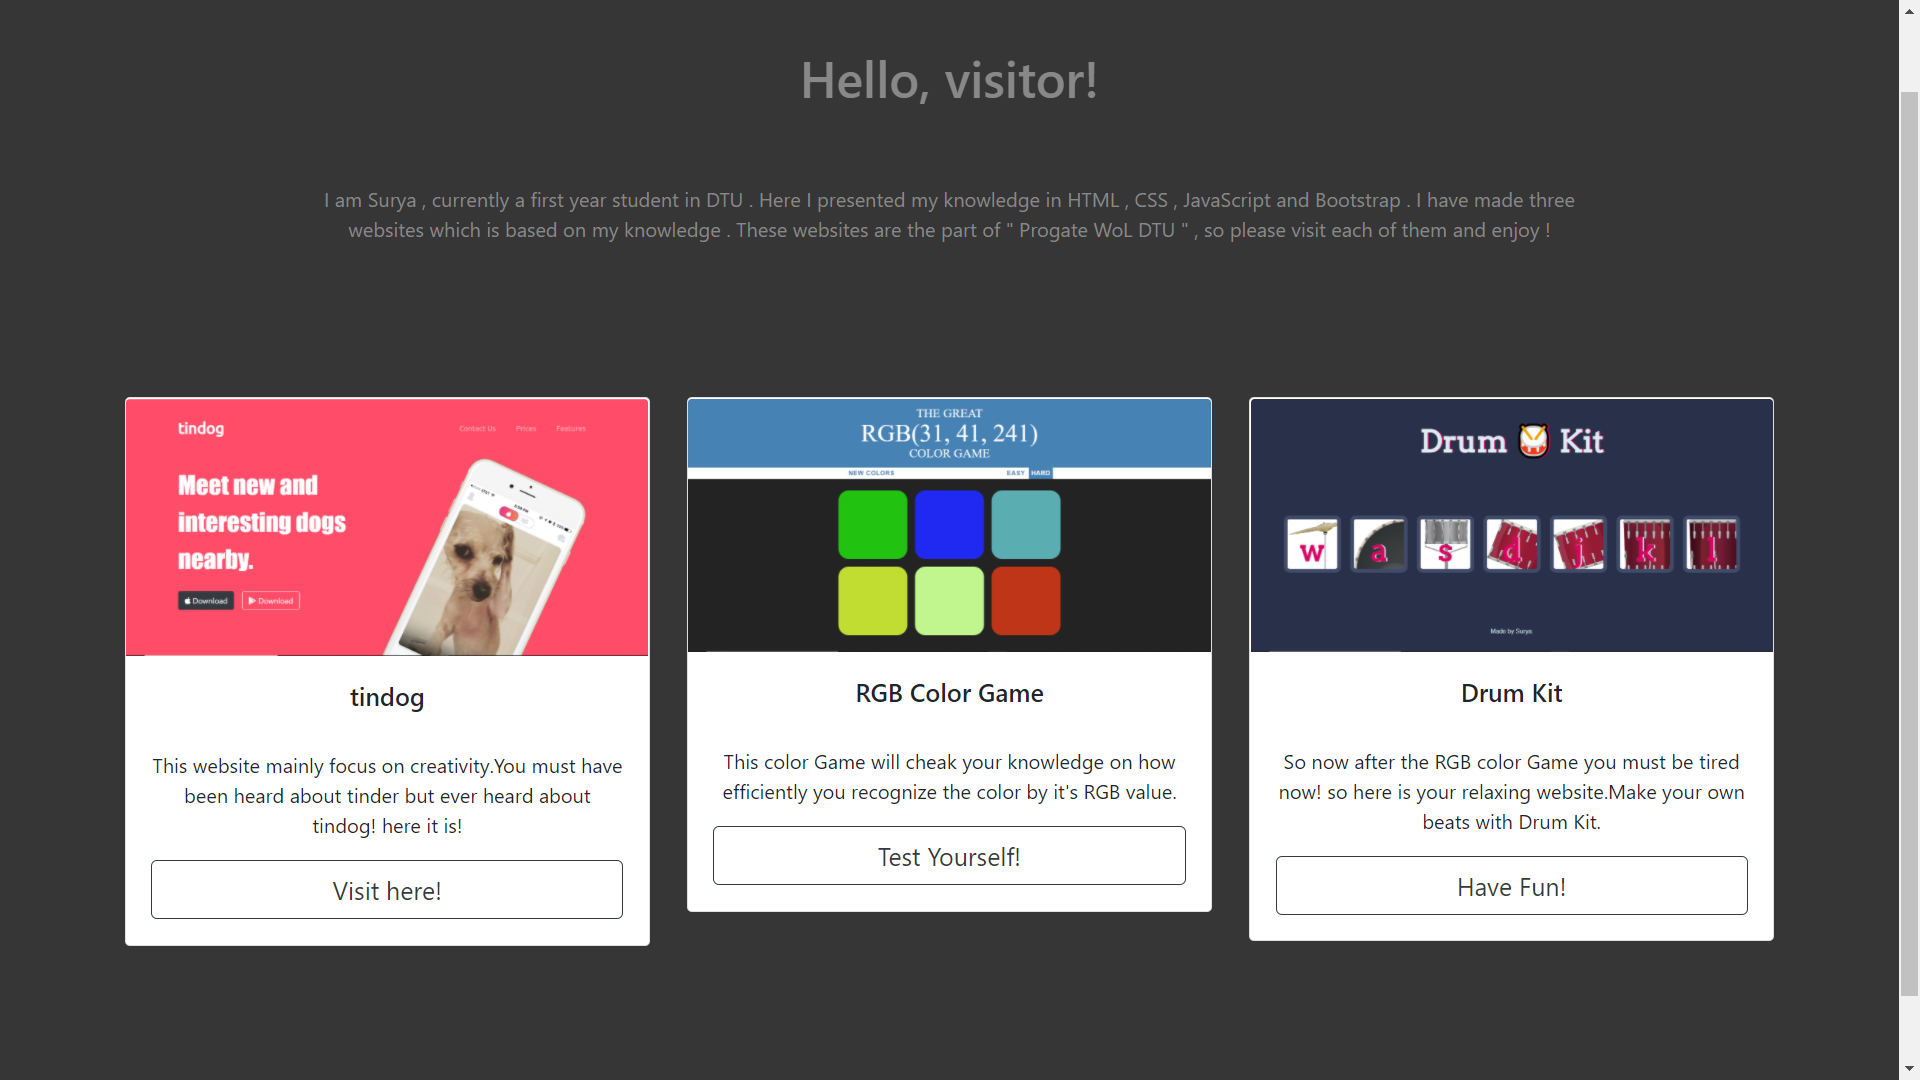 Hello, visitor!
I am Surya , currently a first year student in DTU . Here I presented my knowledge in HTML , CSS , JavaScript and Bootstrap . I have made three
websites which is based on my knowledge . These websites are the part of " Progate WoL DTU " , so please visit each of them and enjoy !
tindog
Contact Us Prices Features
Meet new and
interesting dogs
nearby.
Download Download
tindog
This website mainly focus on creativity.You must have
been heard about tinder but ever heard about
tindog! here it is!
Visit here!
THE GREAT
RGB(31, 41, 241)
COLOR GAME
NEW COLORS EASY HARD
RGB Color Game
This color Game will cheak your knowledge on how
efficiently you recognize the color by it's RGB value.
Test Yourself!
Drum Kit
w a s d j k l
Made by Surya
Drum Kit
So now after the RGB color Game you must be tired
now! so here is your relaxing website.Make your own
beats with Drum Kit.
Have Fun!